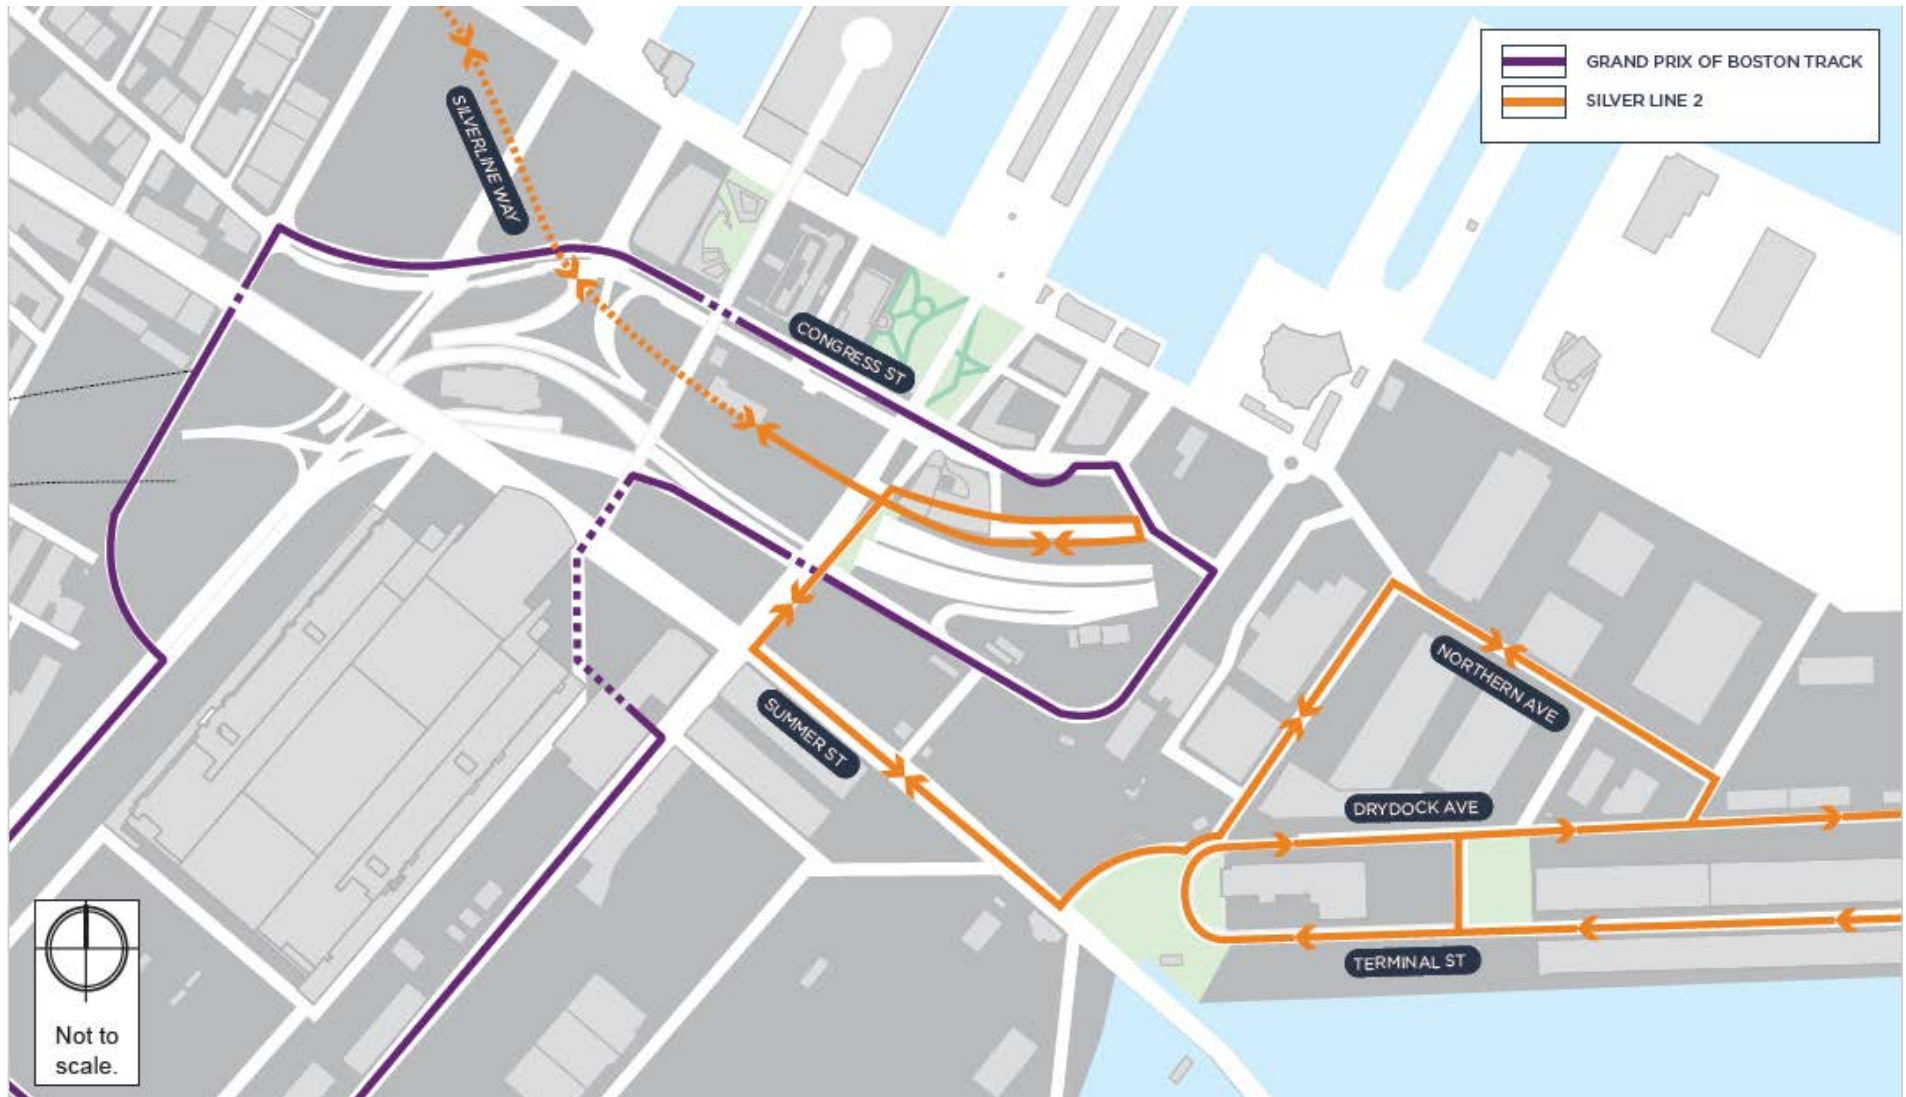 GRAND PRIX OF BOSTON TRACK
SILVER LINE 2
SILVERLINE WAY
CONGRESS ST
SUMMER ST
NORTHERN AVE
DRYDOCK AVE
TERMINAL ST
Not to
scale.